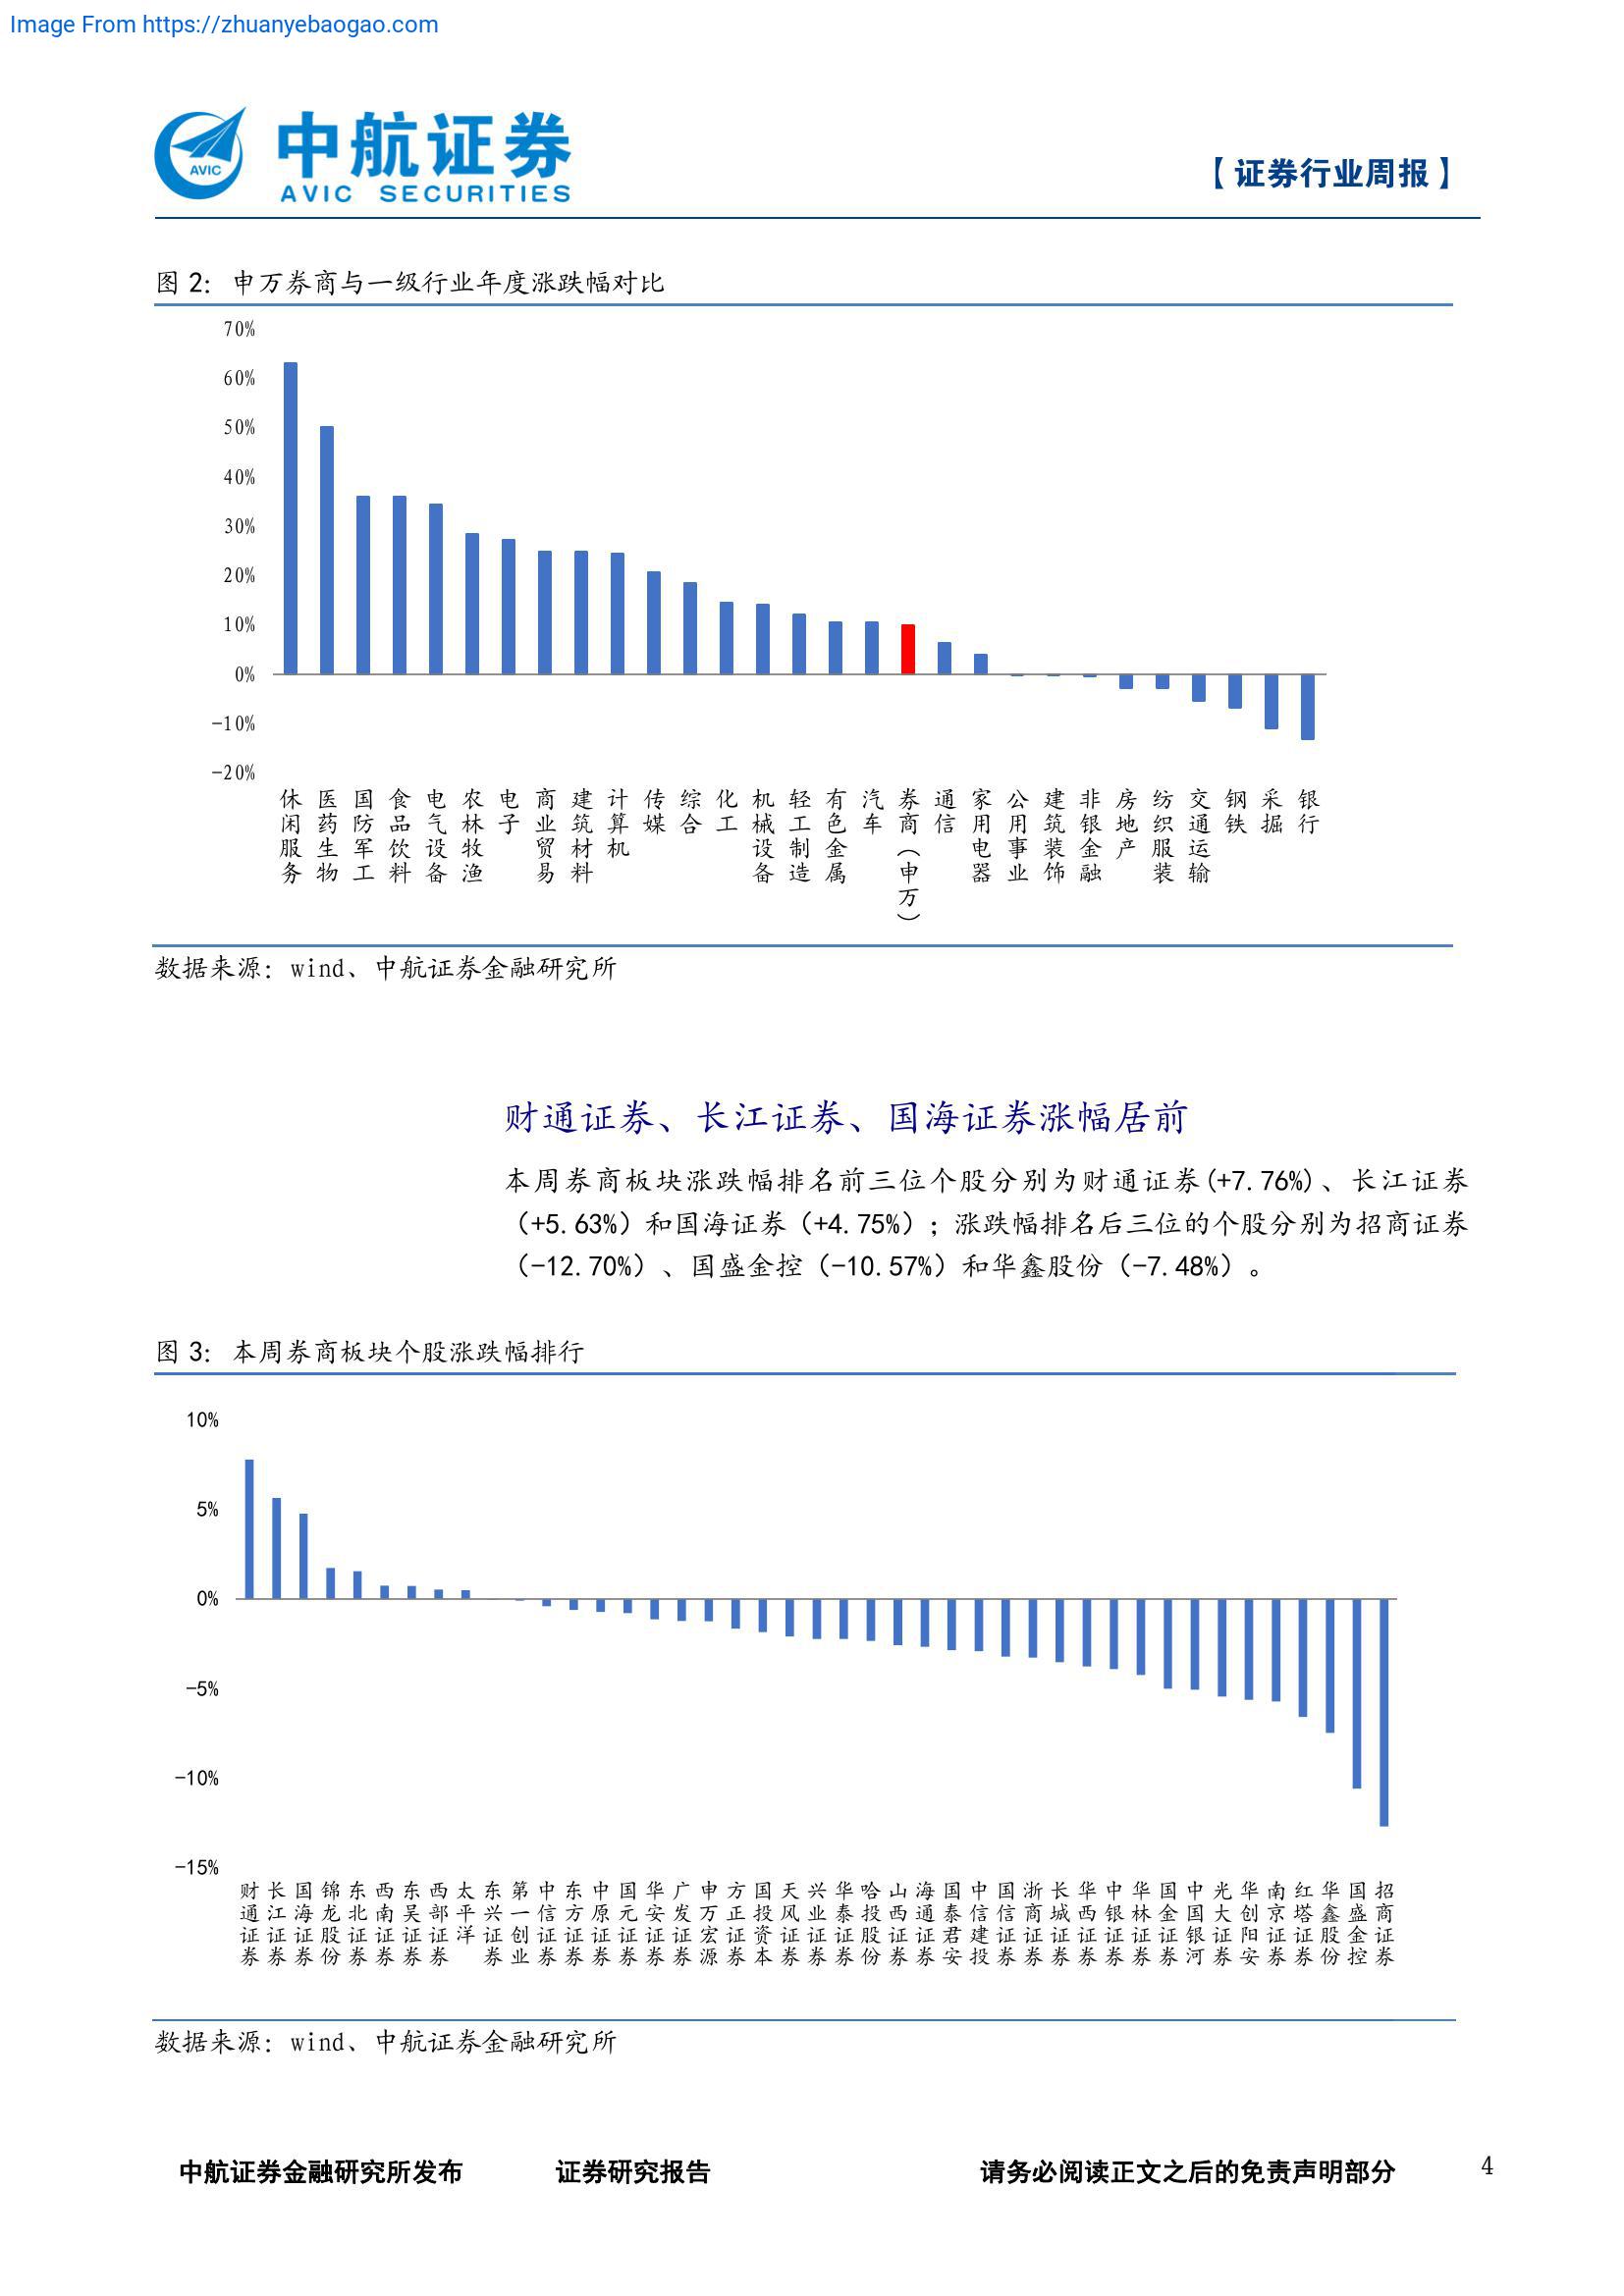 Image From https://zhuanyebaogao.com
AVIC
中航证券
AVIC SECURITIES
【证券行业周报】
图 2: 申万券商与一级行业年度涨跌幅对比
70%
60%
50%
40%
30%
20%
10%
0%
-10%
-20%
休闲服务
医药生物
国防军工
食品饮料
电气设备
农林牧渔
电子
商业贸易
建筑材料
计算机
传媒
综合
化工
机械设备
轻工制造
有色金属
汽车
券商（申万）
通信
家用电器
公用事业
建筑装饰
非银金融
房地产
纺织服装
交通运输
钢铁
采掘
银行
数据来源: wind、中航证券金融研究所
财通证券、长江证券、国海证券涨幅居前
本周券商板块涨跌幅排名前三位个股分别为财通证券(+7.76%)、长江证券
（+5.63%）和国海证券（+4.75%）；涨跌幅排名后三位的个股分别为招商证券
（-12.70%）、国盛金控（-10.57%）和华鑫股份（-7.48%）。
图 3: 本周券商板块个股涨跌幅排行
10%
5%
0%
-5%
-10%
-15%
财通证券
长江证券
国海证券
锦龙股份
东北证券
西南证券
东吴证券
西部证券
太平洋
东兴证券
第一创业
中信证券
东方证券
中原证券
国元证券
华安证券
广发证券
申万宏源
方正证券
国投资本
天风证券
兴业证券
华泰证券
哈投股份
山西证券
海通证券
国泰君安
中信建投
国信证券
浙商证券
长城证券
华西证券
中银证券
华林证券
国金证券
中国银河
光大证券
华创阳安
南京证券
红塔证券
华鑫股份
国盛金控
招商证券
数据来源: wind、中航证券金融研究所
中航证券金融研究所发布 证券研究报告 请务必阅读正文之后的免责声明部分 4